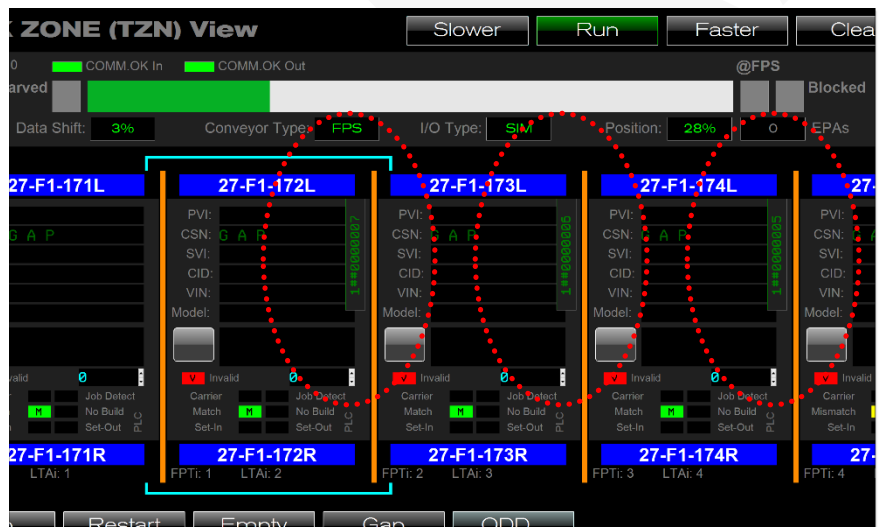 ZONE (TZN) View Slower Run Faster Clea
0 COMM.OK In COMM.OK Out @FPS
arved Blocked
Data Shift: 3% Conveyor Type: FPS I/O Type: SIM Position: 28% 0 EPAs
27-F1-171L 27-F1-172L 27-F1-173L 27-F1-174L 27-
PVI: PVI: PVI: PVI:
GAP CSN: GAP CSN: GAP CSN: GAP CSN:
SVI: SVI: SVI: SVI:
CID: CID: CID: CID:
VIN: VIN: VIN: VIN:
Model: Model: Model: Model:
1##0000007 1##0000006 1##0000005
valid 0 V Invalid 0 V Invalid 0 V Invalid 0 V Invalid
Job Detect Carrier Job Detect Carrier Job Detect Carrier Job Detect Carrier
M No Build Match M No Build Match M No Build Match M No Build Mismatch M
Set-Out PLC Set-In Set-Out PLC Set-In Set-Out PLC Set-In Set-Out PLC Set-In
27-F1-171R 27-F1-172R 27-F1-173R 27-F1-174R 27-
LTAi: 1 FPTi: 1 LTAi: 2 FPTi: 2 LTAi: 3 FPTi: 3 LTAi: 4 FPTi: 4
Restart Empty Gap ODD